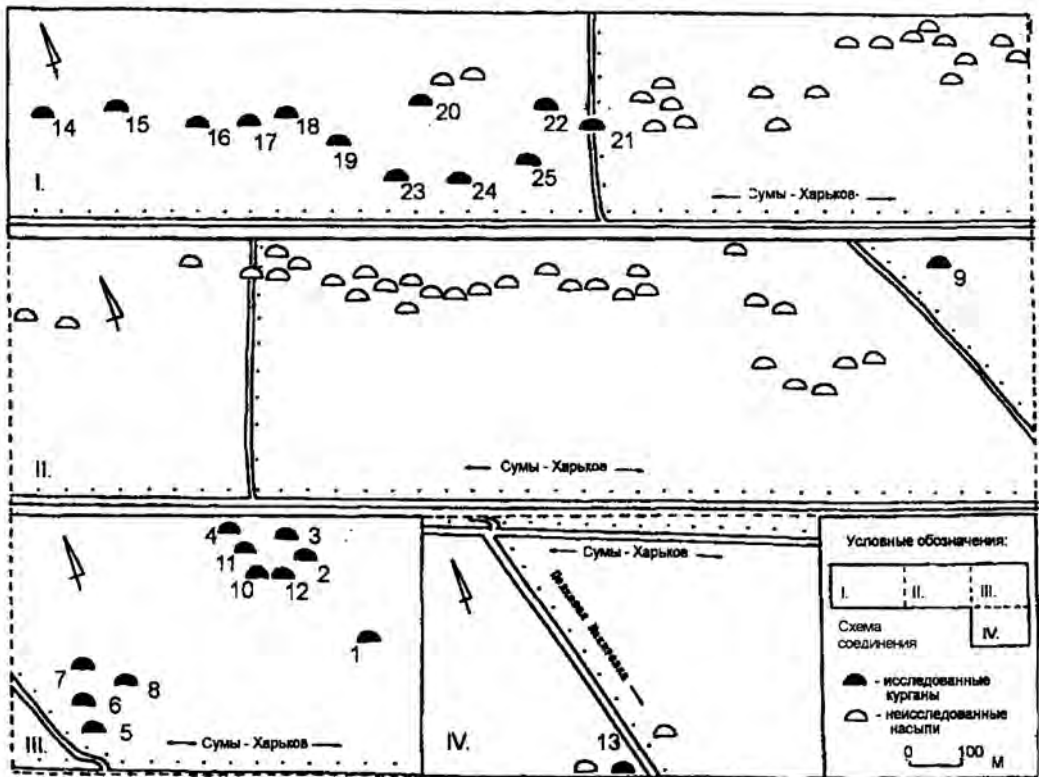 14
15
16
17
18
19
20
22
21
23
24
25
I.
Сумы - Харьков
9
II.
Сумы - Харьков
4
3
11
2
10
12
1
7
8
6
5
III.
Сумы - Харьков
Сумы - Харьков
13
IV.
Условные обозначения:
I.
II.
III.
IV.
Схема
соединения
- исследованные
курганы
- неисследованные
насыпи
0 100
М